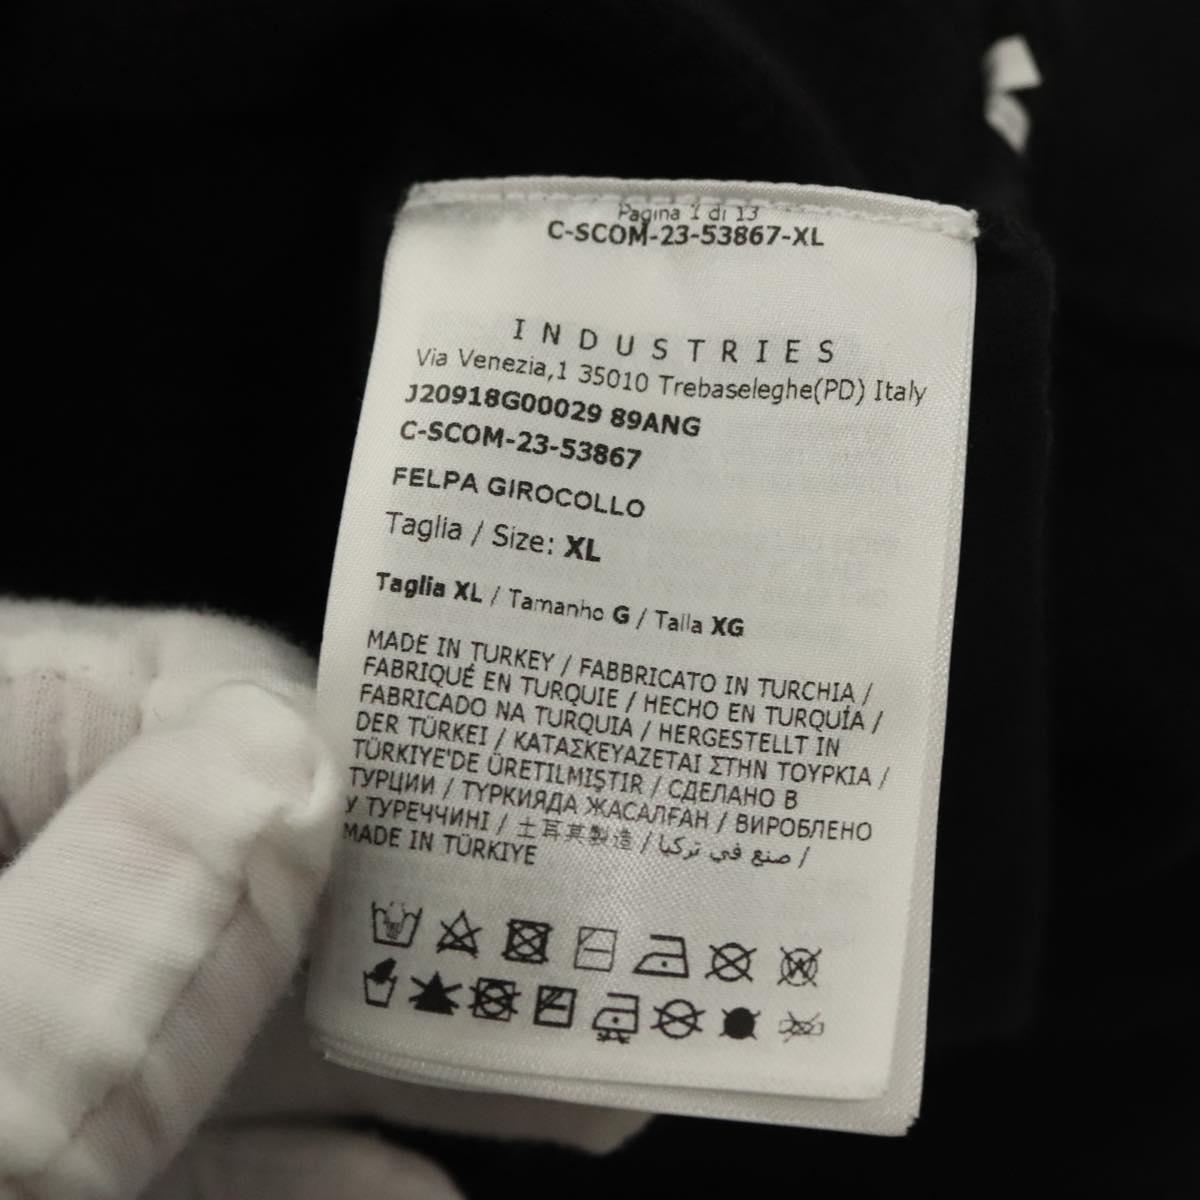 Pagina 1 di 13
C-SCOM-23-53867-XL
INDUSTRIES
Via Venezia,1 35010 Trebaseleghe(PD) Italy
J20918G00029 89ANG
C-SCOM-23-53867
FELPA GIROCOLLO
Taglia / Size: XL
Taglia XL / Tamanho G / Talla XG
MADE IN TURKEY / FABBRICATO IN TURCHIA /
FABRIQUÉ EN TURQUIE / HECHO EN TURQUÍA /
FABRICADO NA TURQUIA / HERGESTELLT IN
DER TÜRKEI / ΚΑΤΑΣΚΕΥΑΖΕΤΑΙ ΣΤΗΝ ΤΟΥΡΚΙΑ /
TÜRKIYE'DE ÜRETILMIŞTIR / СДЕЛАНО В
ТУРЦИИ / ТҮРКИЯДА ЖАСАЛҒАН / ВИРОБЛЕНО
У ТУРЕЧЧИНІ / 土耳其製造 / صنع في تركيا /
MADE IN TÜRKIYE